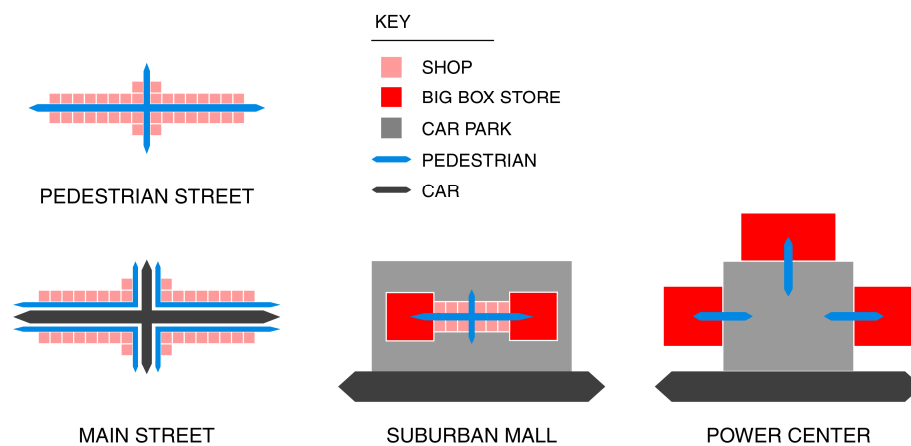 KEY
SHOP
BIG BOX STORE
CAR PARK
PEDESTRIAN
CAR
PEDESTRIAN STREET
MAIN STREET
SUBURBAN MALL
POWER CENTER